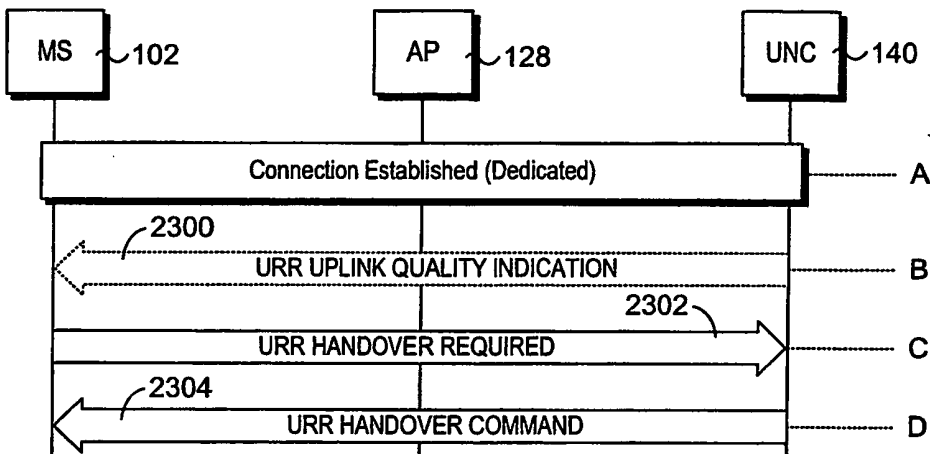 MS 102 AP 128 UNC 140
Connection Established (Dedicated) A
2300
URR UPLINK QUALITY INDICATION B
2302
URR HANDOVER REQUIRED C
2304
URR HANDOVER COMMAND D